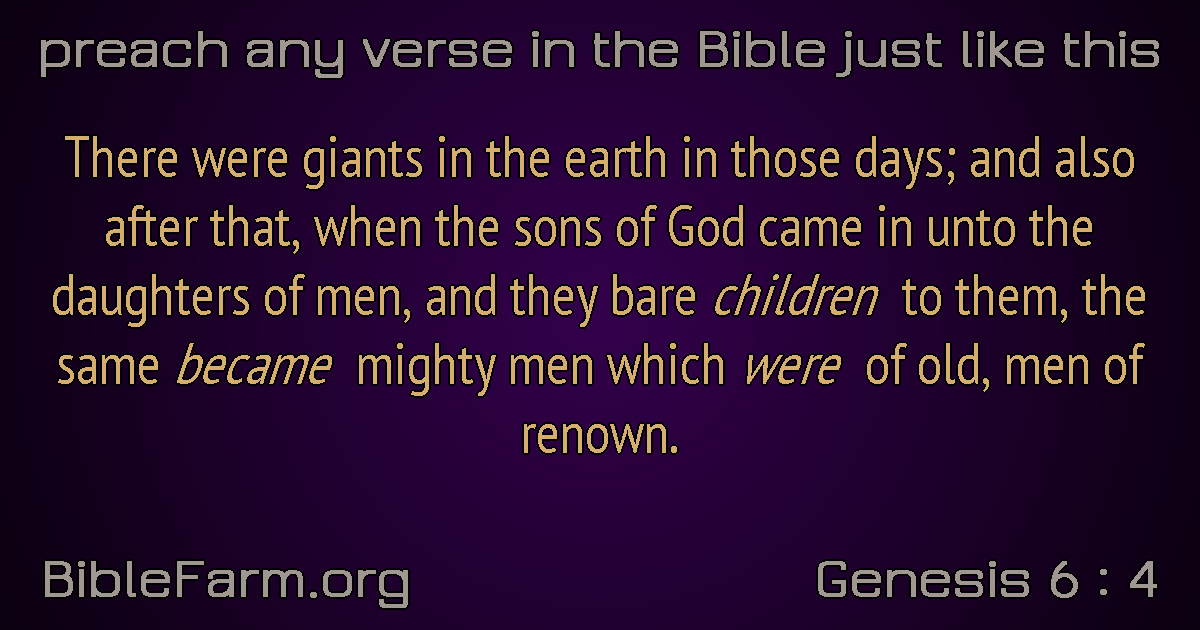 preach any verse in the Bible just like this
There were giants in the earth in those days; and also
after that, when the sons of God came in unto the
daughters of men, and they bare children to them, the
same became mighty men which were of old, men of
renown.
BibleFarm.org
Genesis 6 : 4